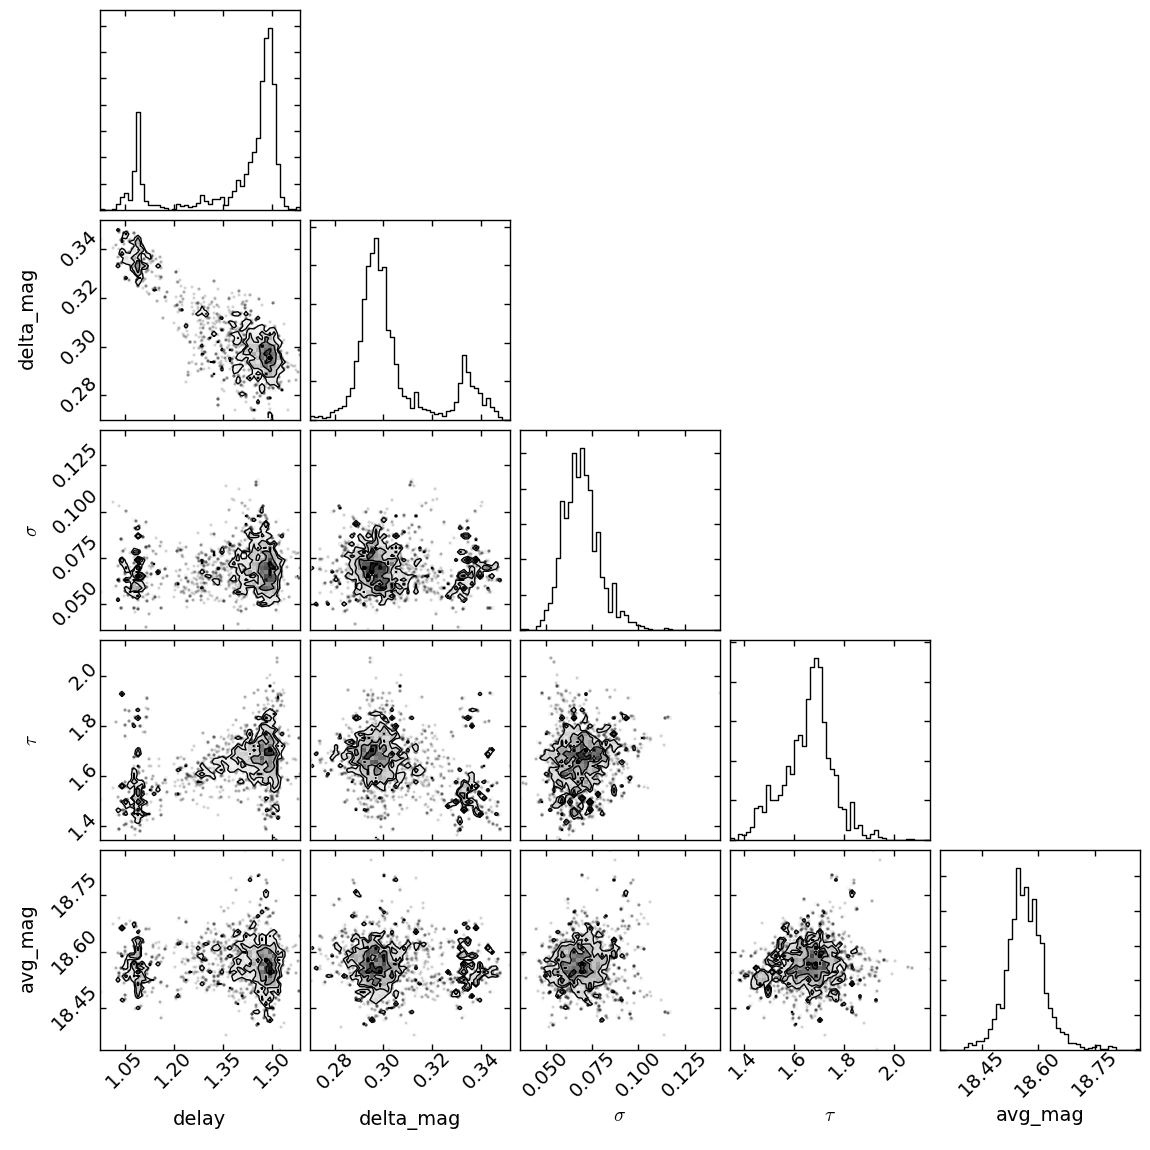 0.34
0.32
0.30
0.28
delta_mag
0.125
0.100
0.075
0.050
σ
2.0
1.8
1.6
1.4
τ
18.75
18.60
18.45
avg_mag
1.05 1.20 1.35 1.50
delay
0.28 0.30 0.32 0.34
delta_mag
0.050 0.075 0.100 0.125
σ
1.4 1.6 1.8 2.0
τ
18.45 18.60 18.75
avg_mag